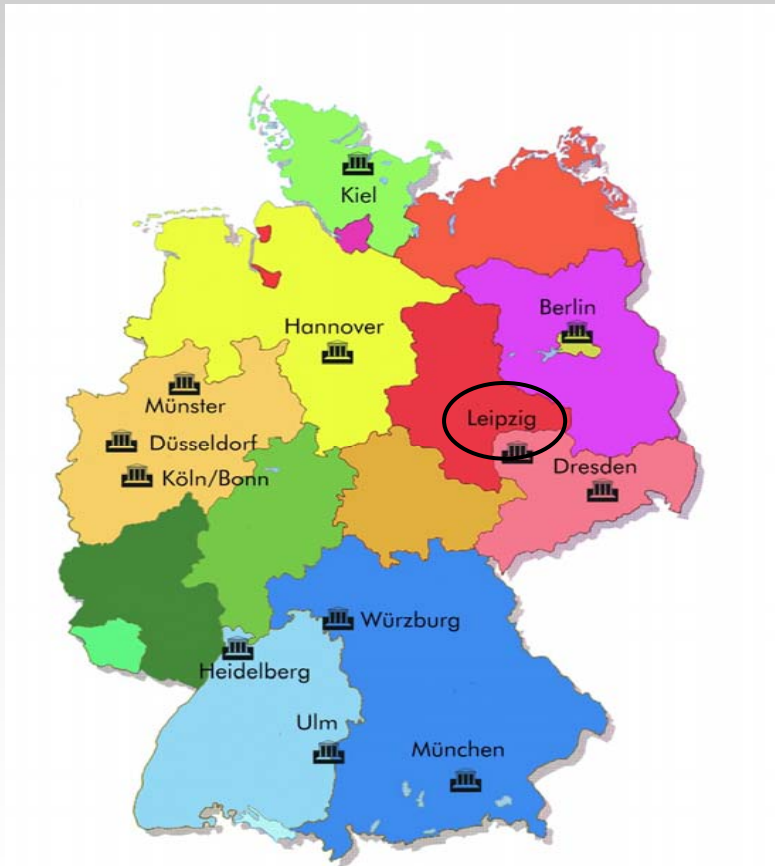 Kiel
Berlin
Hannover
Münster
Leipzig
Düsseldorf
Dresden
Köln/Bonn
Würzburg
Heidelberg
Ulm
München